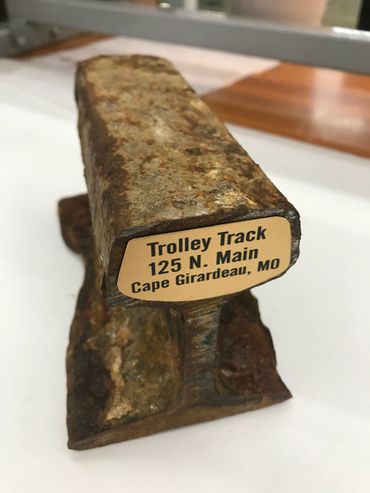 Trolley Track
125 N. Main
Cape Girardeau, MO